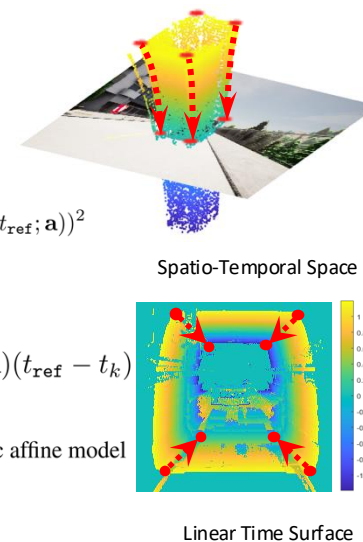 t_ref; a))²
Spatio-Temporal Space
)(t_ref − t_k)
c affine model
Linear Time Surface